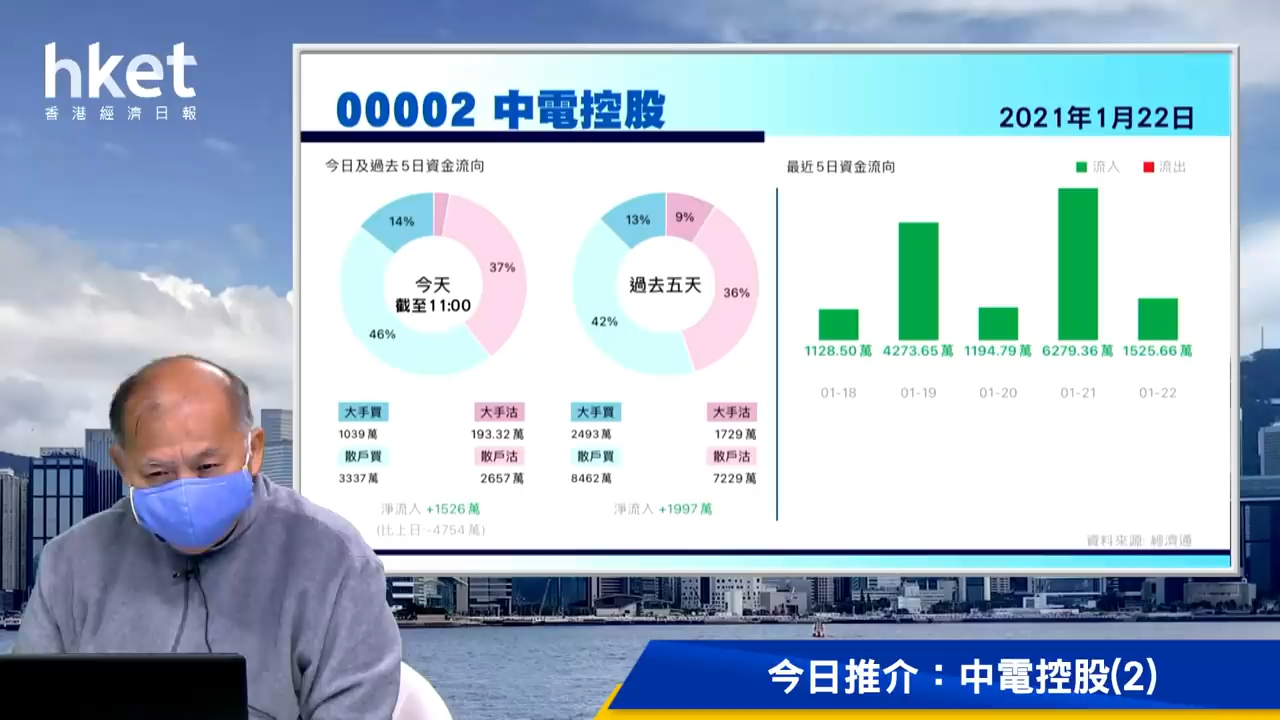 hket
香港經濟日報
00002 中電控股
2021年1月22日
今日及過去5日資金流向
14%
37%
46%
今天
截至11:00
13%
9%
36%
42%
過去五天
大手買
大手沽
1039萬
193.32萬
散戶買
散戶沽
3337萬
2657萬
淨流入 +1526萬
(比上日 -4754萬)
大手買
大手沽
2493萬
1729萬
散戶買
散戶沽
8462萬
7229萬
淨流入 +1997萬
最近5日資金流向
流入
流出
1128.50萬
4273.65萬
1194.79萬
6279.36萬
1525.66萬
01-18
01-19
01-20
01-21
01-22
資料來源: 經濟通
今日推介：中電控股(2)